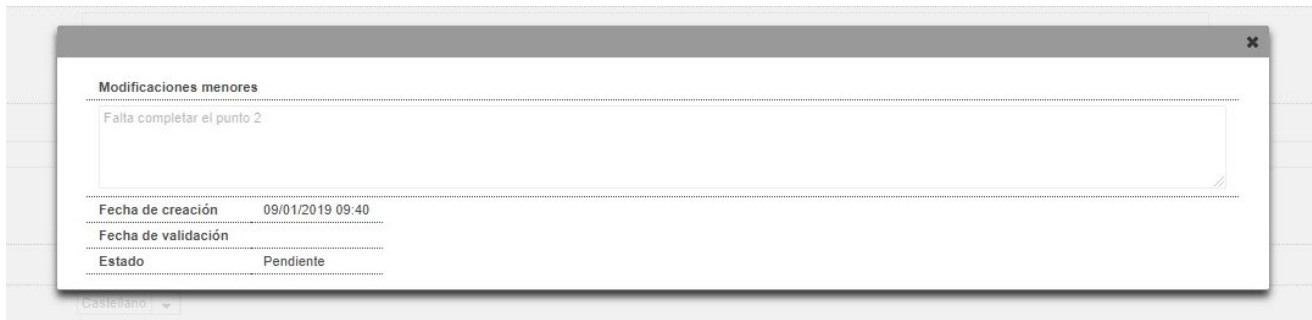 Modificaciones menores
Falta completar el punto 2
Fecha de creación 09/01/2019 09:40
Fecha de validación
Estado Pendiente
Castellano